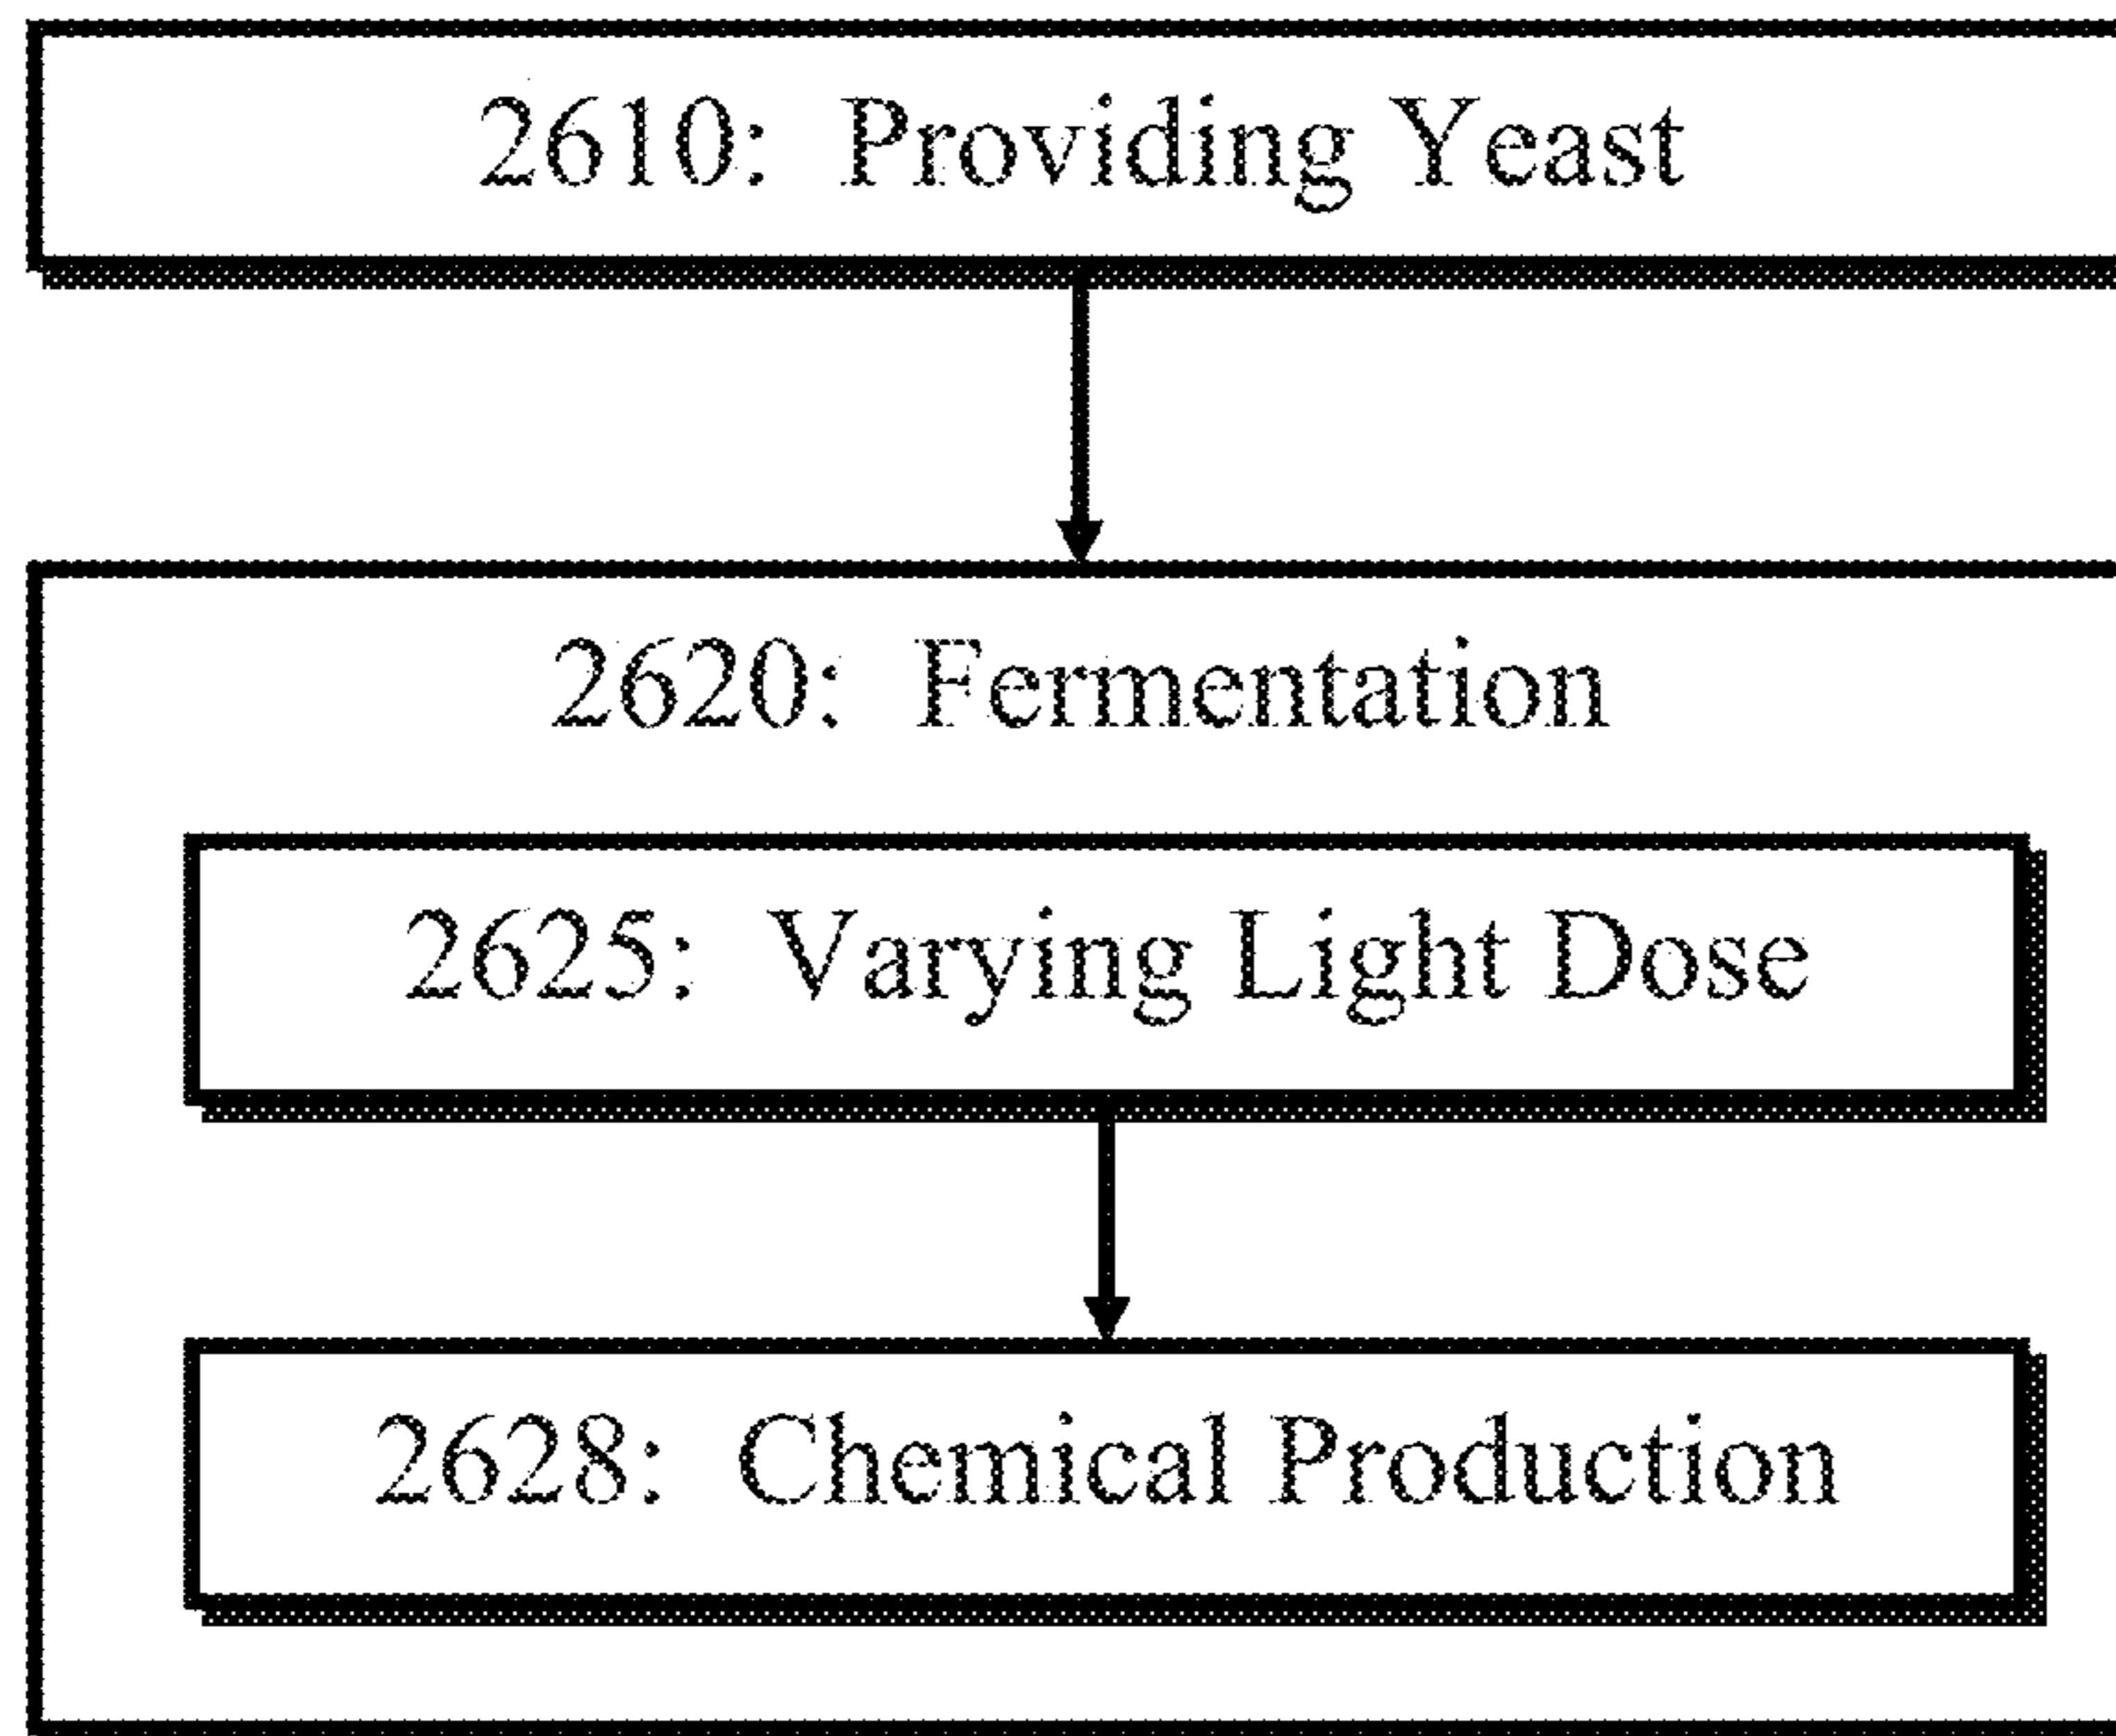 2610: Providing Yeast
2620: Fermentation
2625: Varying Light Dose
2628: Chemical Production